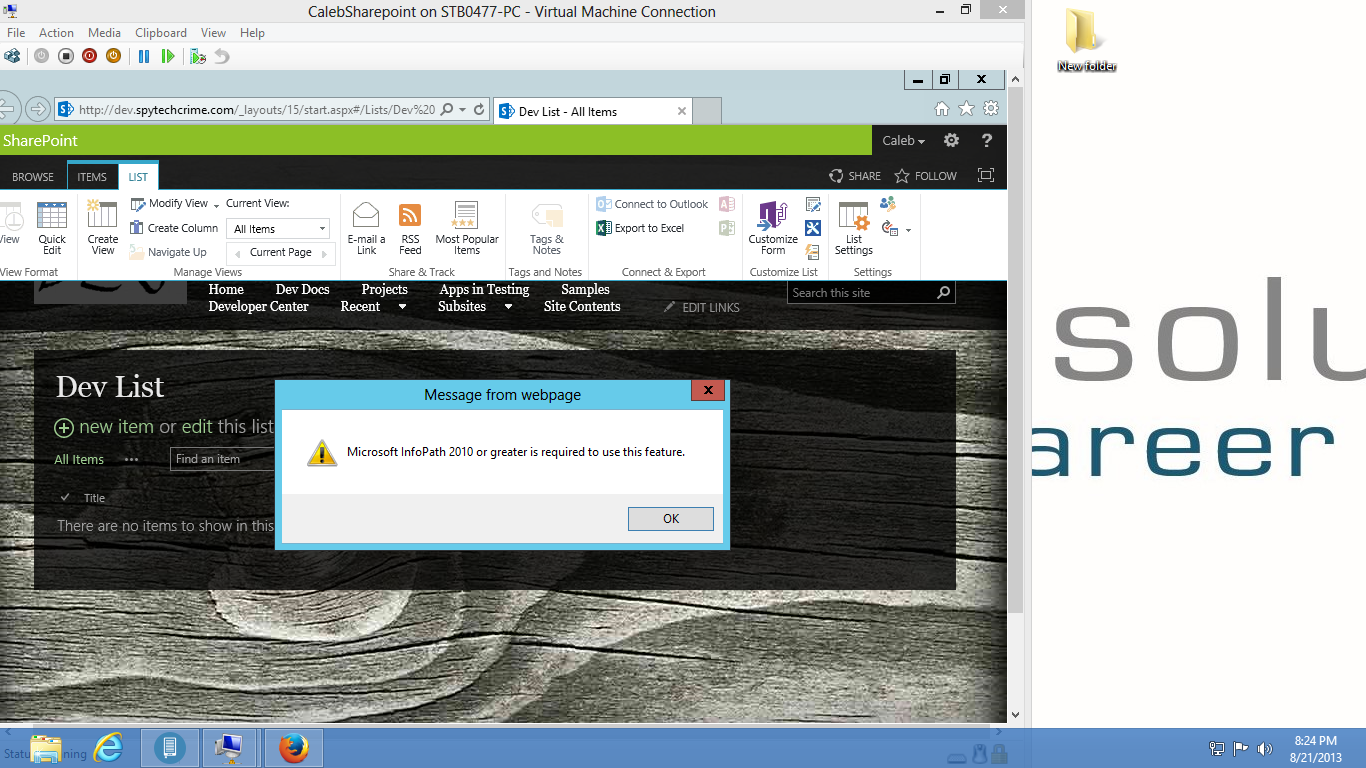 CalebSharepoint on STB0477-PC - Virtual Machine Connection
File Action Media Clipboard View Help
New folder
http://dev.spytechcrime.com/_layouts/15/start.aspx#/Lists/Dev%20
Dev List - All Items
SharePoint
Caleb
?
BROWSE ITEMS LIST
SHARE FOLLOW
View
Quick Edit
View Format
Create View
Modify View
Create Column
Navigate Up
Current View:
All Items
Current Page
Manage Views
E-mail a Link
RSS Feed
Most Popular Items
Share & Track
Tags & Notes
Tags and Notes
Connect to Outlook
Export to Excel
Connect & Export
Customize Form
Customize List
List Settings
Settings
Home Dev Docs Projects Apps in Testing Samples
Developer Center Recent Subsites Site Contents
EDIT LINKS
Search this site
Dev List
new item or edit this list
All Items
Find an item
Title
There are no items to show in this
Message from webpage
Microsoft InfoPath 2010 or greater is required to use this feature.
OK
solu
areer
8:24 PM
8/21/2013